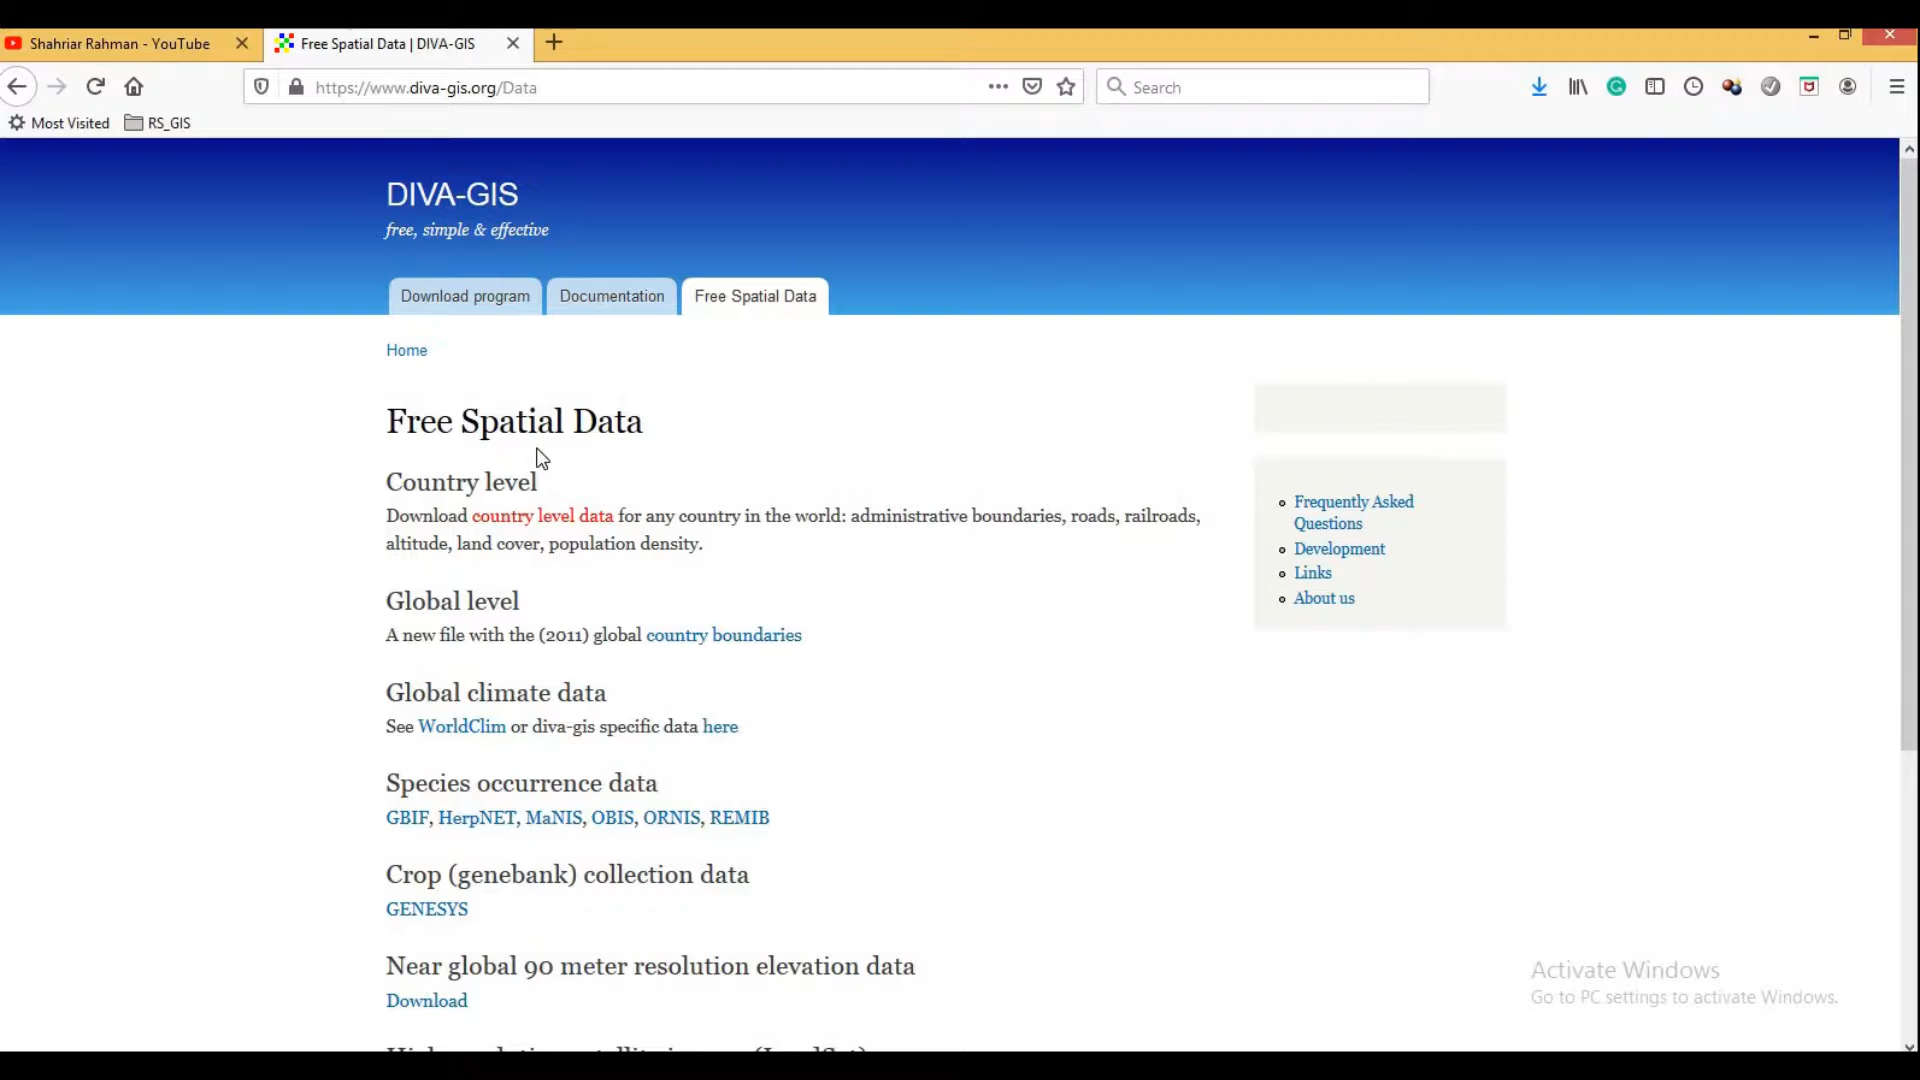 Shahriar Rahman - YouTube
Free Spatial Data | DIVA-GIS
https://www.diva-gis.org/Data
Search
Most Visited
RS_GIS
DIVA-GIS
free, simple & effective
Download program
Documentation
Free Spatial Data
Home
Free Spatial Data
Country level
Download country level data for any country in the world: administrative boundaries, roads, railroads,
altitude, land cover, population density.
Global level
A new file with the (2011) global country boundaries
Global climate data
See WorldClim or diva-gis specific data here
Species occurrence data
GBIF, HerpNET, MaNIS, OBIS, ORNIS, REMIB
Crop (genebank) collection data
GENESYS
Near global 90 meter resolution elevation data
Download
Frequently Asked
Questions
Development
Links
About us
Activate Windows
Go to PC settings to activate Windows.